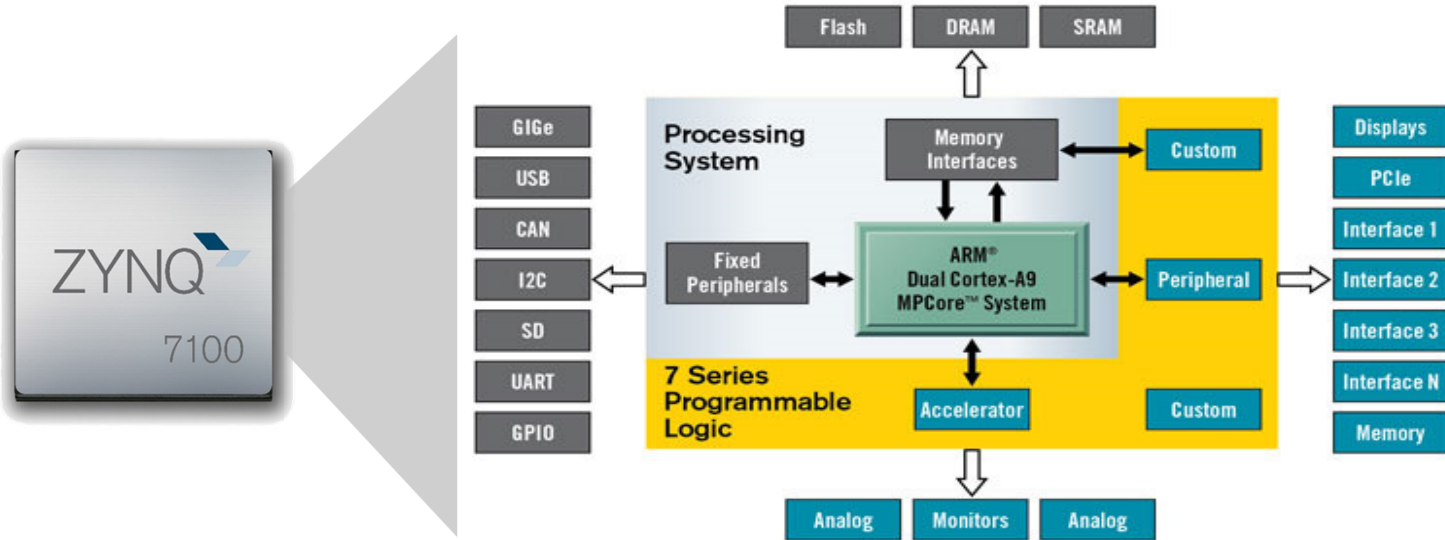 Flash
DRAM
SRAM
GIGe
USB
CAN
I2C
SD
UART
GPIO
ZYNQ
7100
Processing
System
Memory
Interfaces
Custom
Fixed
Peripherals
ARM®
Dual Cortex-A9
MPCore™ System
Peripheral
7 Series
Programmable
Logic
Accelerator
Custom
Displays
PCIe
Interface 1
Interface 2
Interface 3
Interface N
Memory
Analog
Monitors
Analog